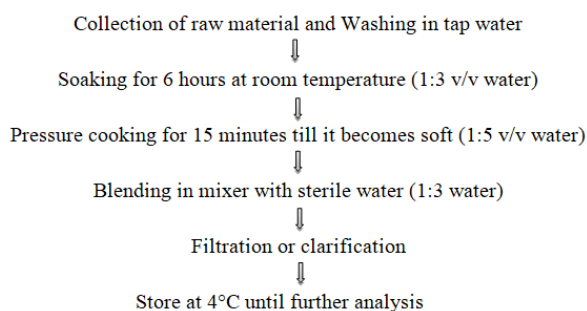 Collection of raw material and Washing in tap water
Soaking for 6 hours at room temperature (1:3 v/v water)
Pressure cooking for 15 minutes till it becomes soft (1:5 v/v water)
Blending in mixer with sterile water (1:3 water)
Filtration or clarification
Store at 4°C until further analysis